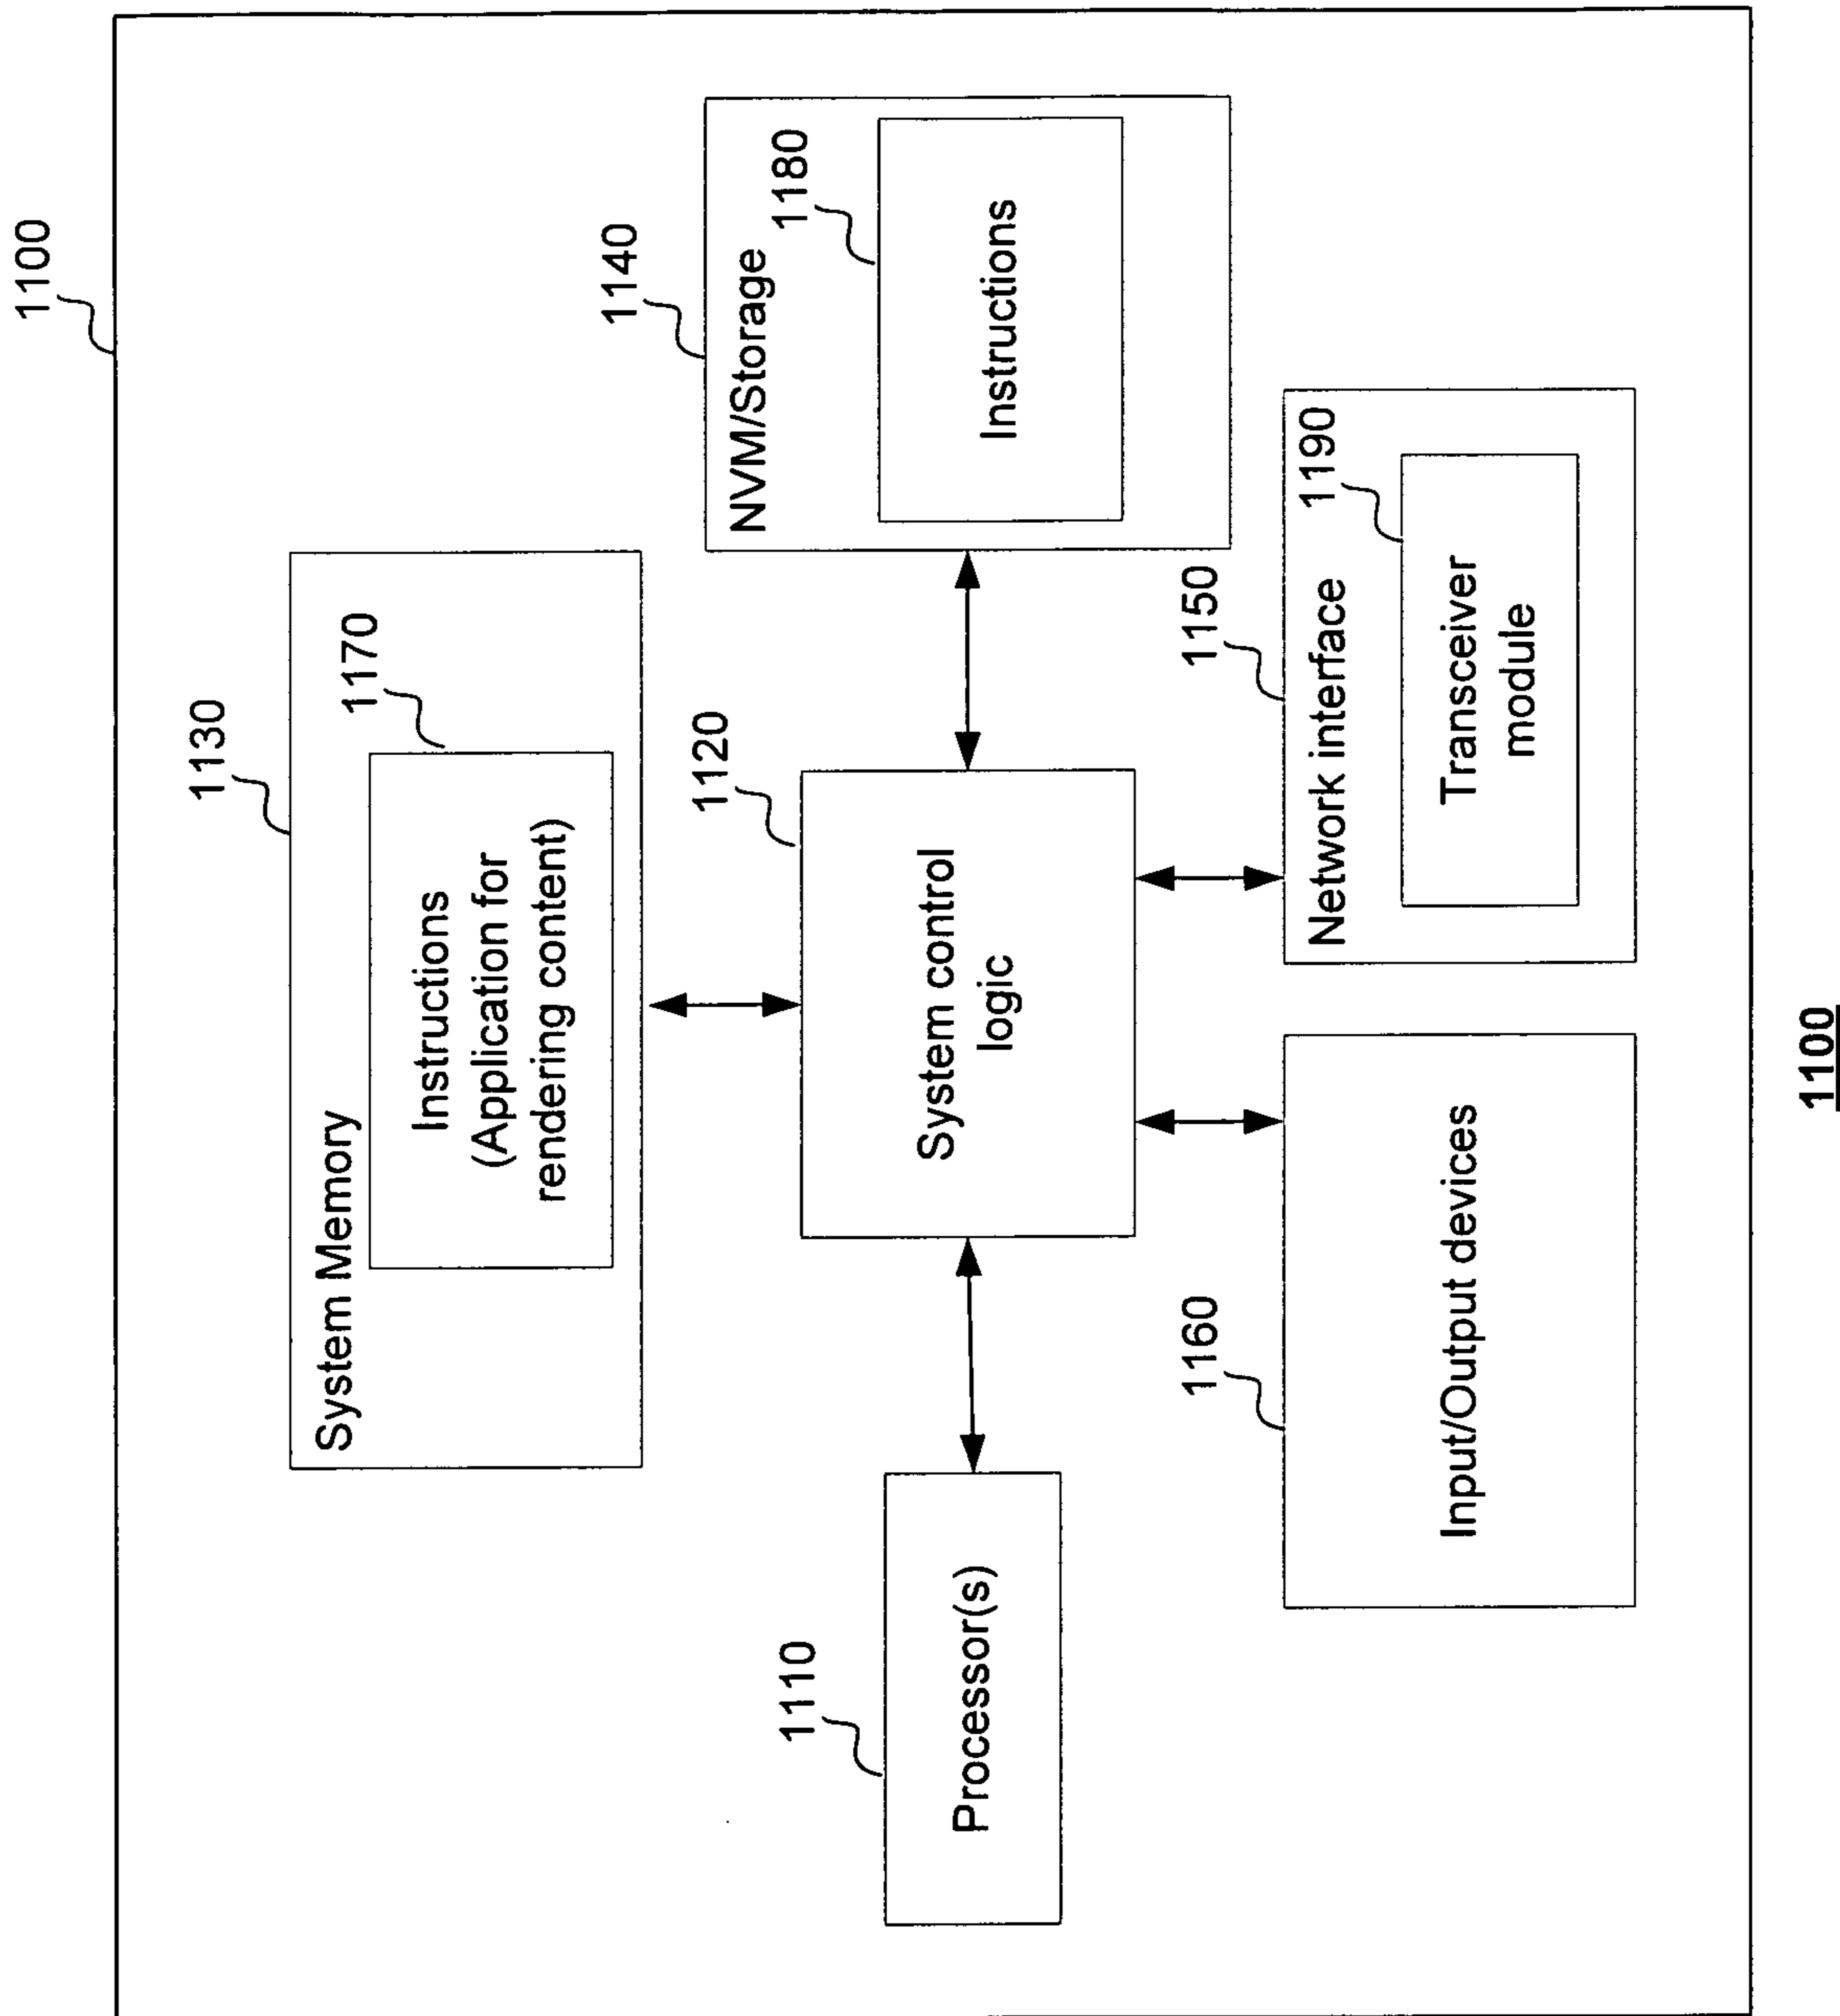 1100
1130
System Memory
1170
Instructions
(Application for
rendering content)
1110
Processor(s)
1120
System control
logic
1140
NVM/Storage
1180
Instructions
1160
Input/Output devices
1150
Network interface
1190
Transceiver
module
1100